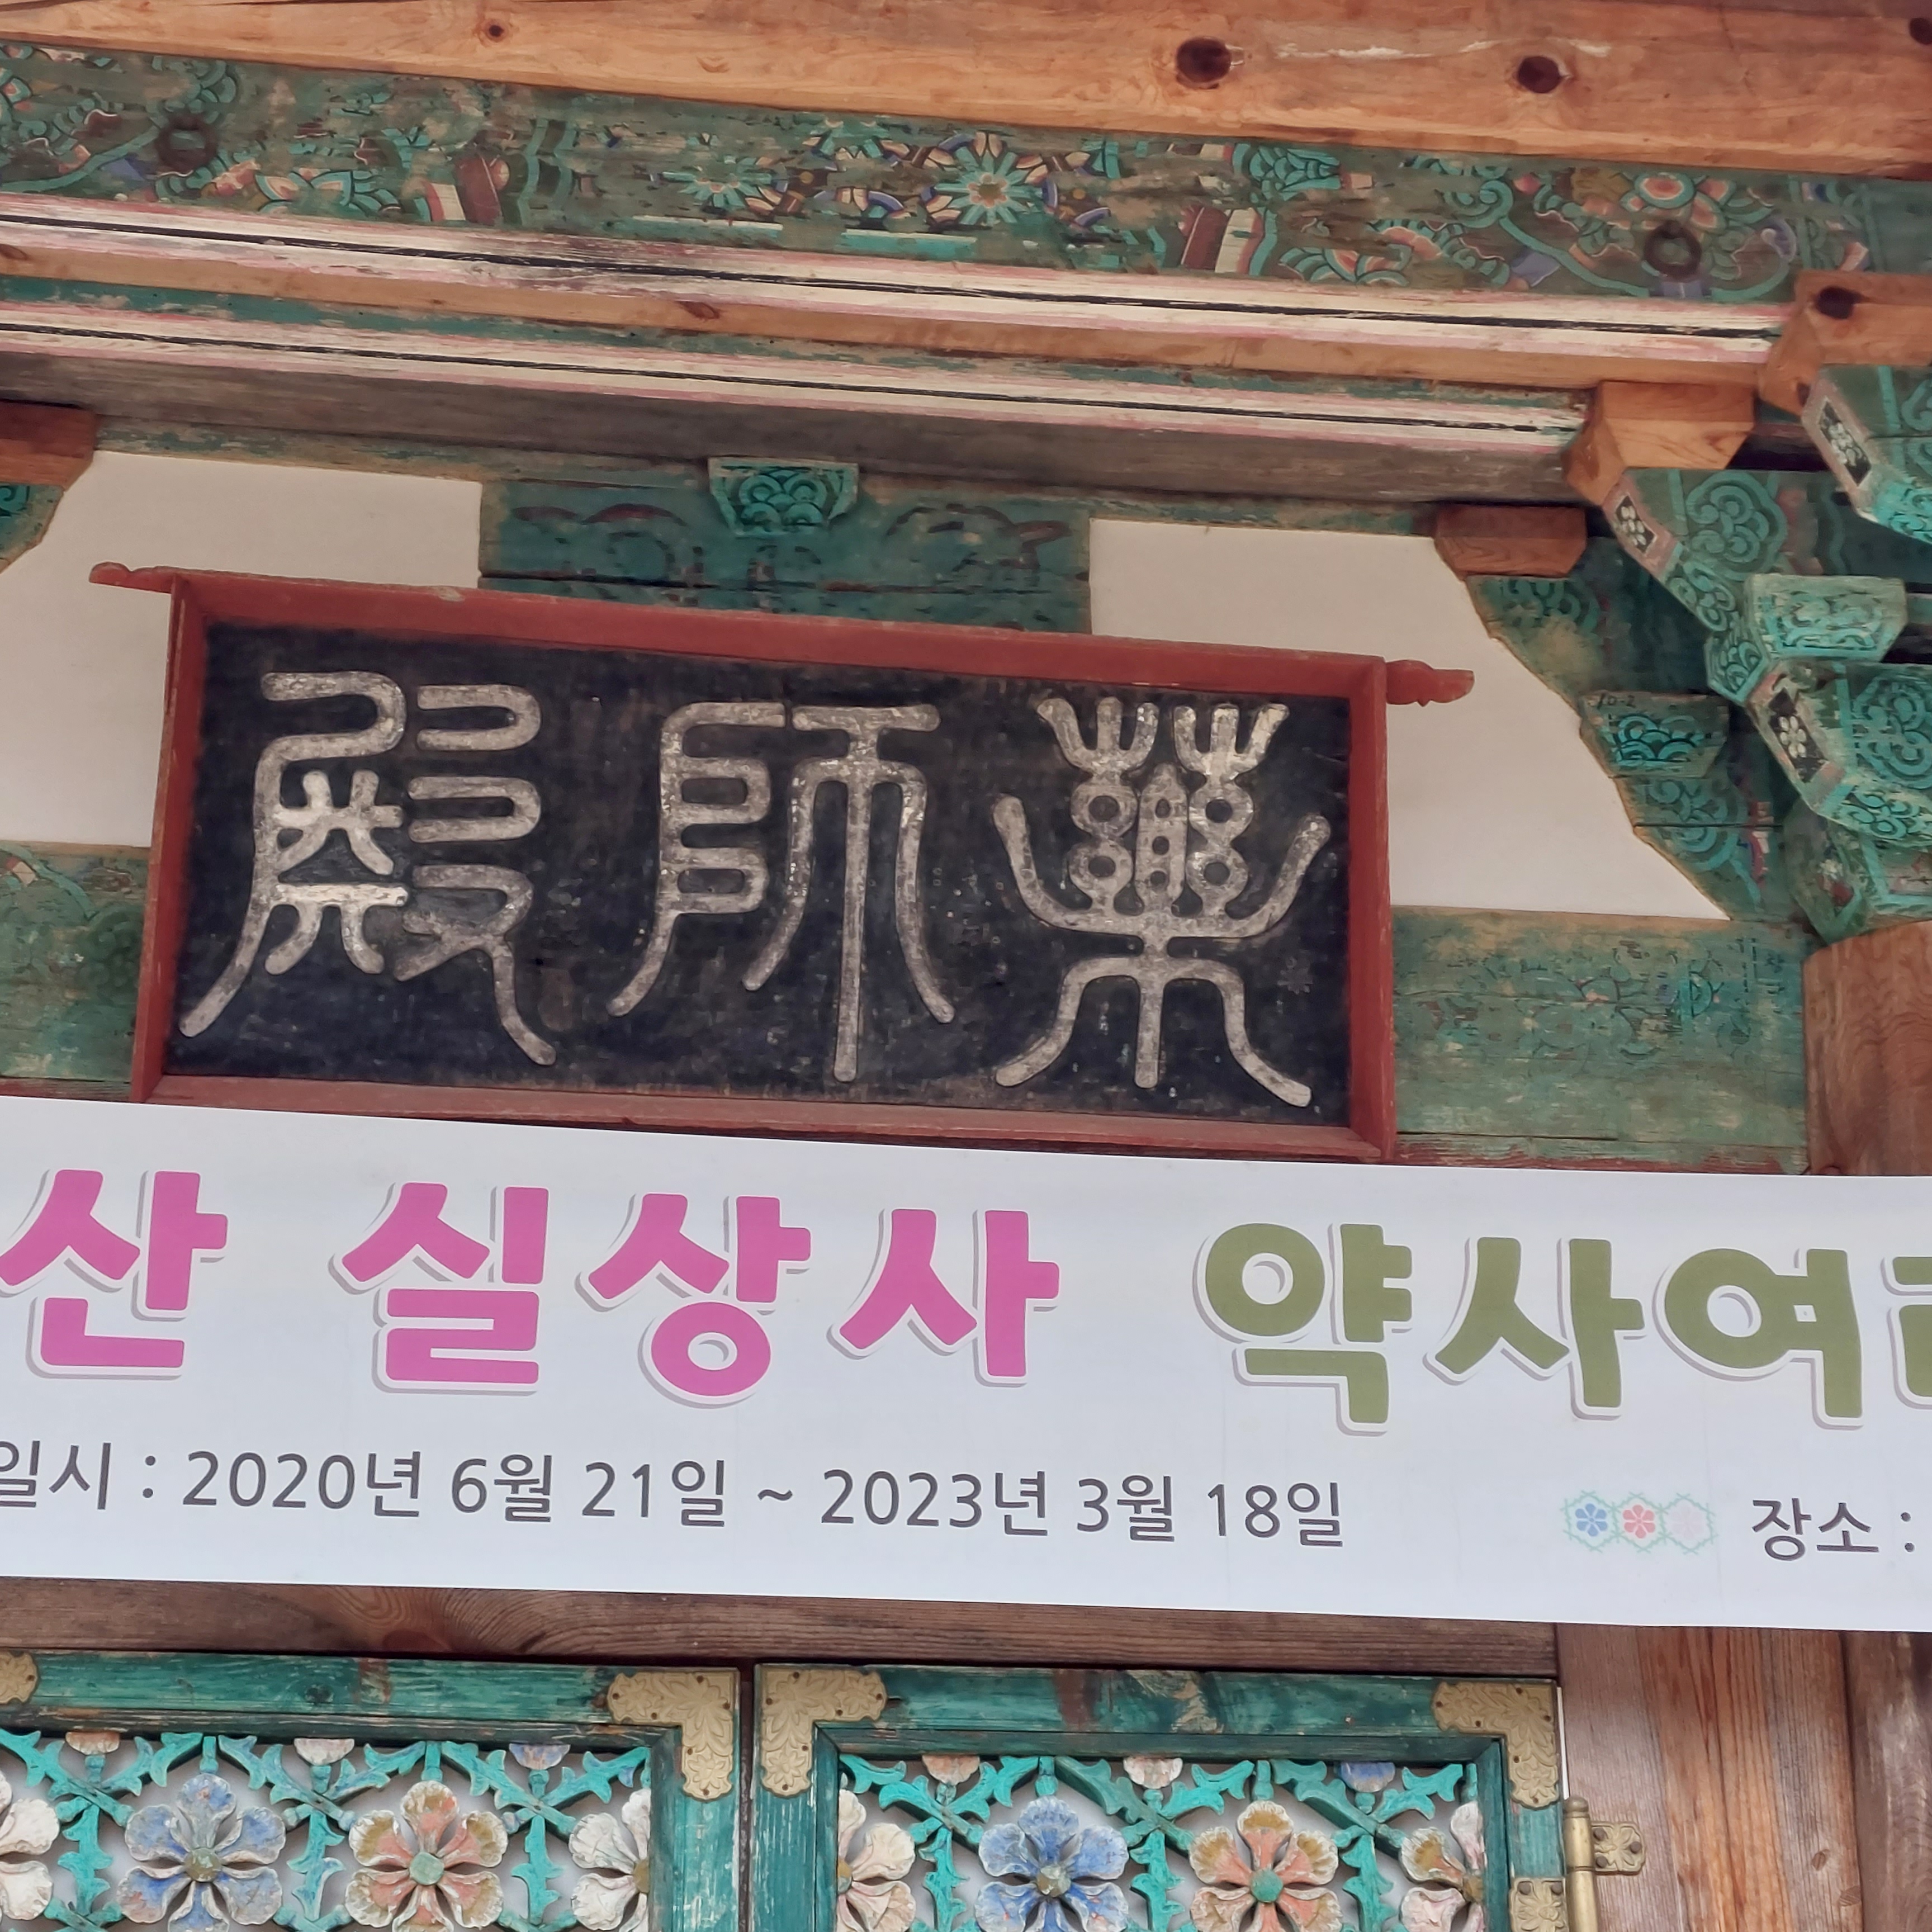 藥師殿
산 실상사 약사여
일시 : 2020년 6월 21일 ~ 2023년 3월 18일 장소 :